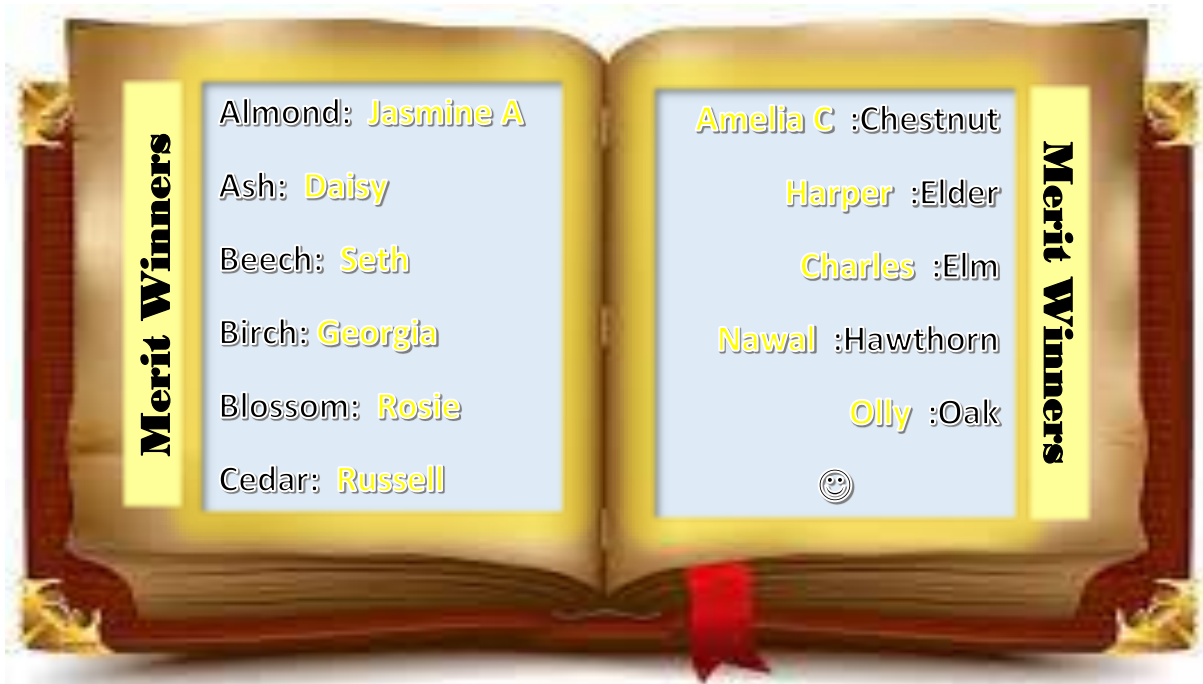 Merit Winners
Almond: Jasmine A
Ash: Daisy
Beech: Seth
Birch: Georgia
Blossom: Rosie
Cedar: Russell
Amelia C :Chestnut
Harper :Elder
Charles :Elm
Nawal :Hawthorn
Olly :Oak
☺
Merit Winners